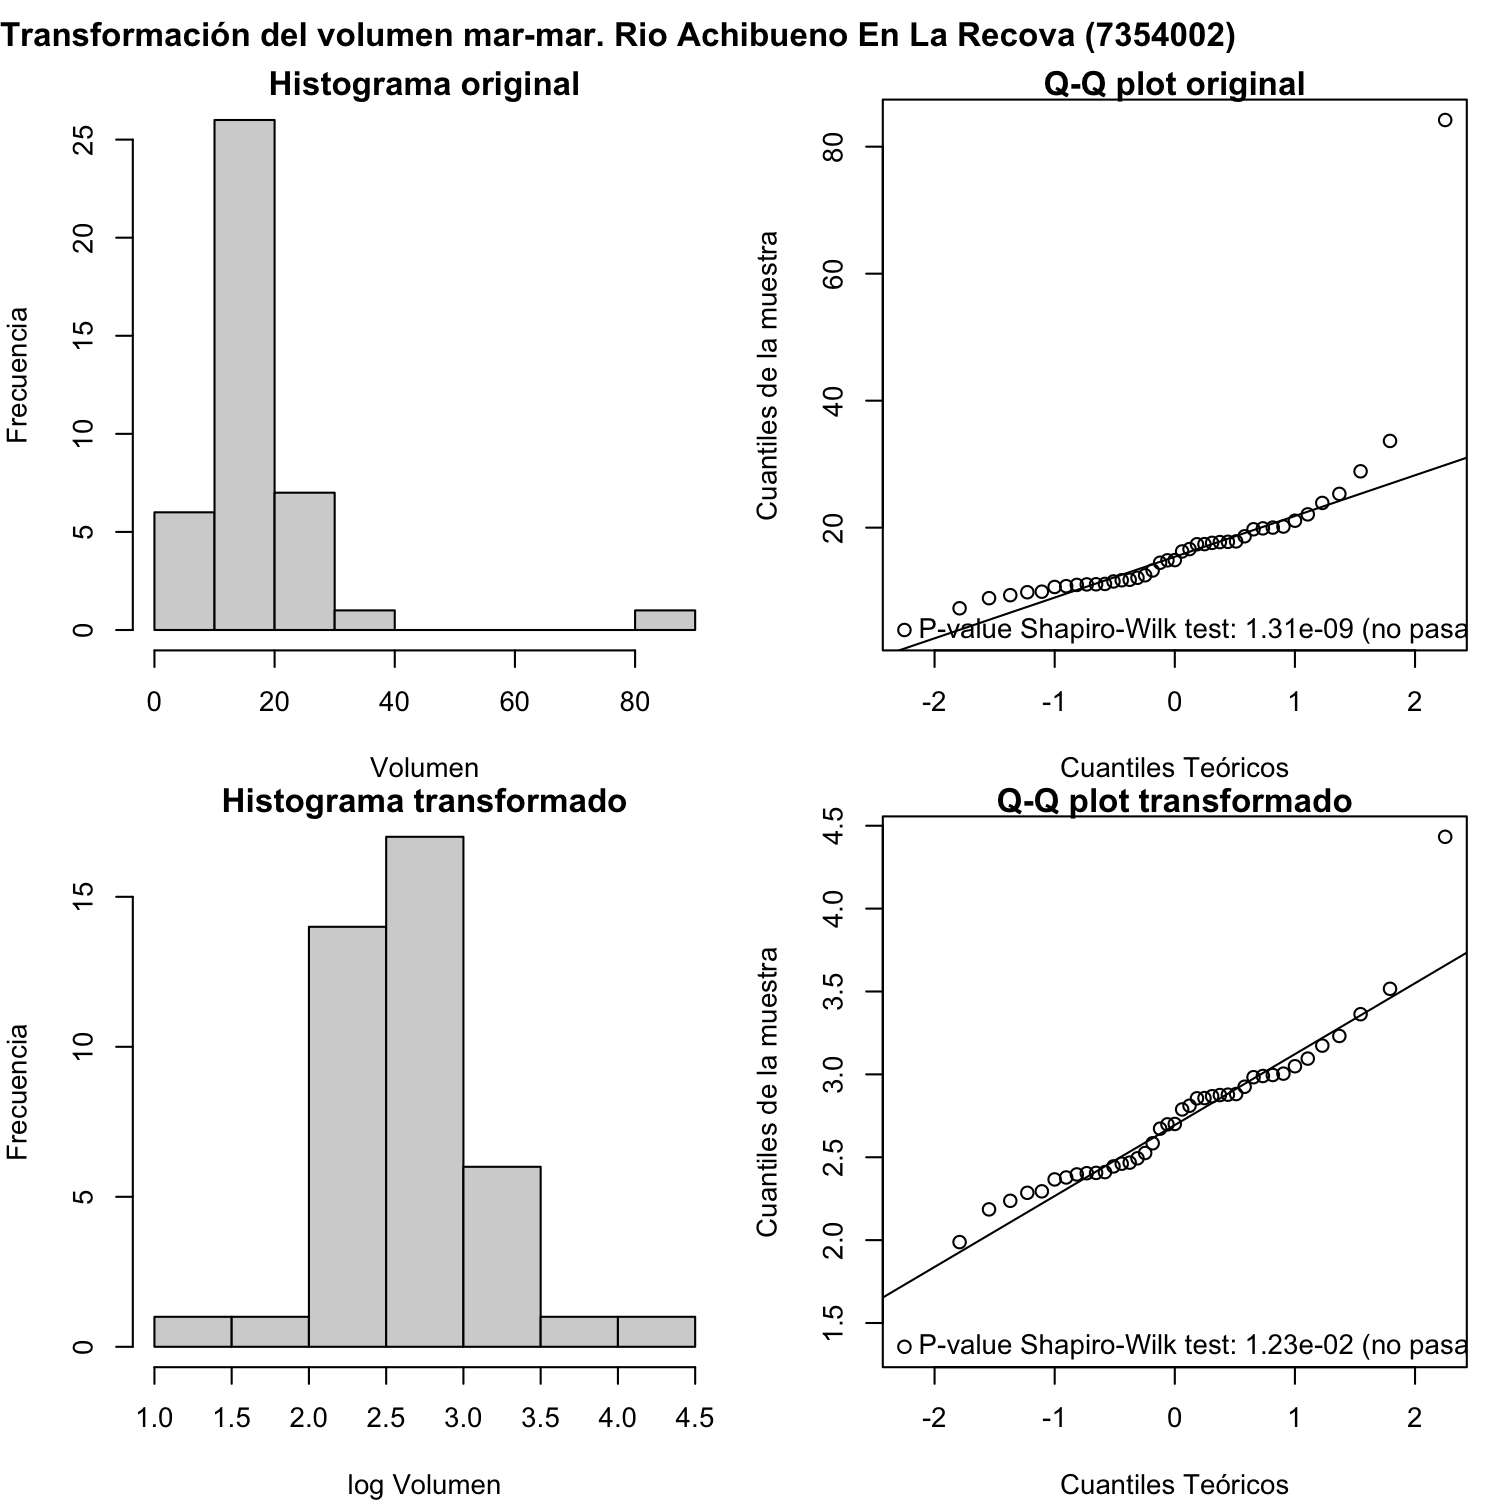 Transformación del volumen mar-mar. Rio Achibueno En La Recova (7354002)
Histograma original
Frecuencia
25
20
15
10
5
0
0 20 40 60 80
Volumen
Q-Q plot original
Cuantiles de la muestra
80
60
40
20
P-value Shapiro-Wilk test: 1.31e-09 (no pasa
-2 -1 0 1 2
Cuantiles Teóricos
Histograma transformado
Frecuencia
15
10
5
0
1.0 1.5 2.0 2.5 3.0 3.5 4.0 4.5
log Volumen
Q-Q plot transformado
Cuantiles de la muestra
4.5
4.0
3.5
3.0
2.5
2.0
1.5
P-value Shapiro-Wilk test: 1.23e-02 (no pasa
-2 -1 0 1 2
Cuantiles Teóricos